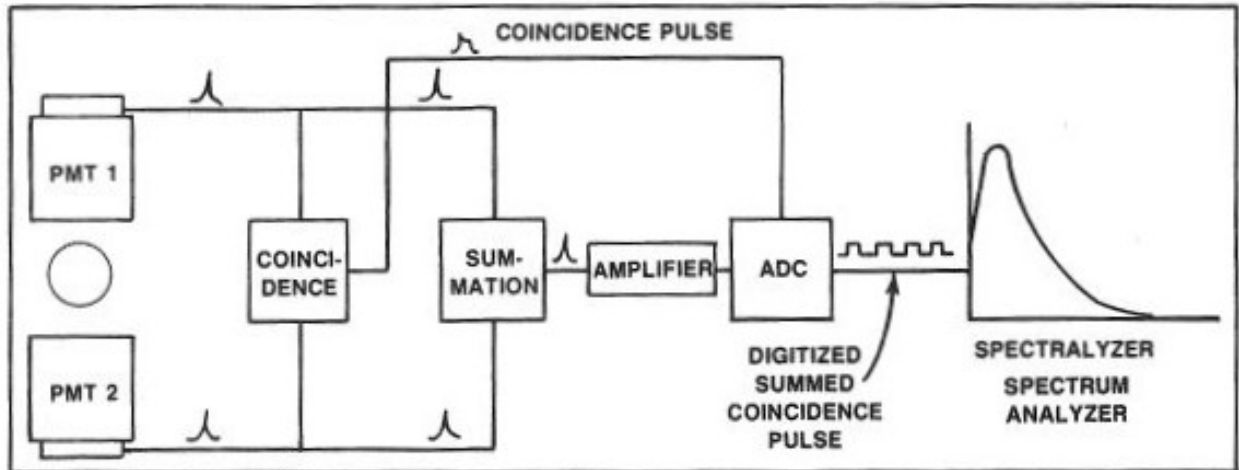 COINCIDENCE PULSE
PMT 1
COINCI-
DENCE
SUM-
MATION
AMPLIFIER
ADC
PMT 2
DIGITIZED
SUMMED
COINCIDENCE
PULSE
SPECTRALYZER
SPECTRUM
ANALYZER